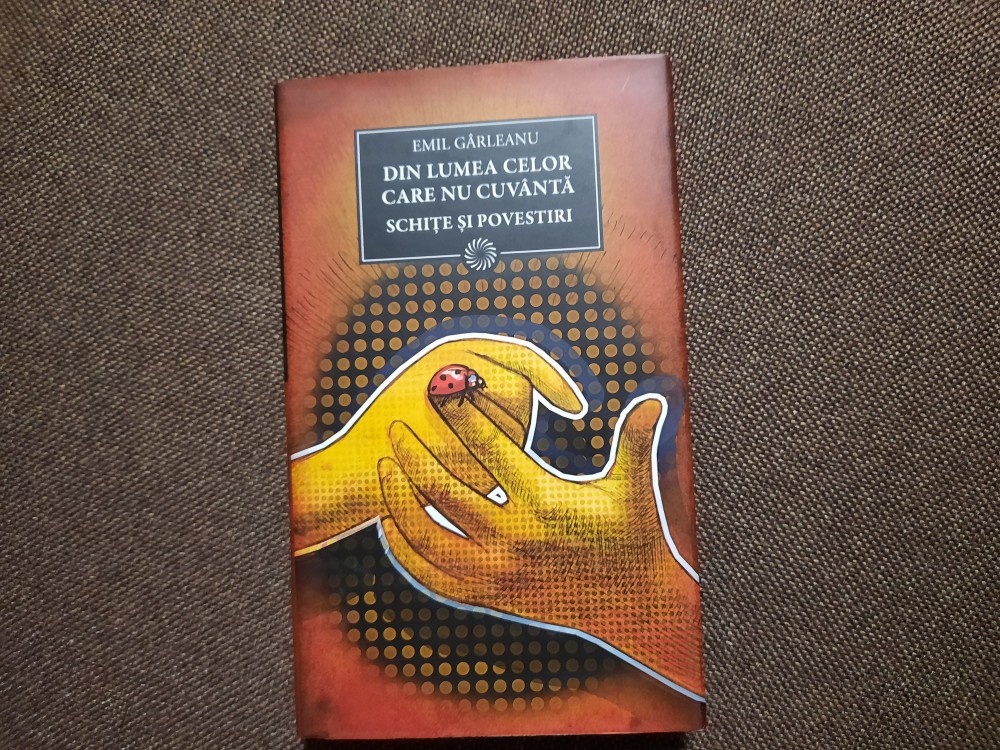 EMIL GÂRLEANU
DIN LUMEA CELOR
CARE NU CUVÂNTĂ
SCHIȚE ȘI POVESTIRI